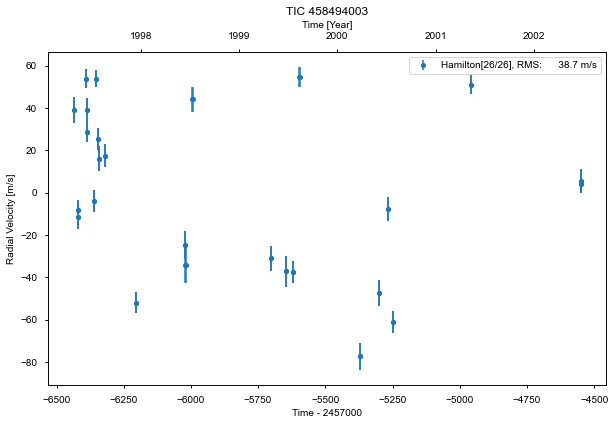 TIC 458494003
Time [Year]
1998 1999 2000 2001 2002
Hamilton[26/26], RMS: 38.7 m/s
Radial Velocity [m/s]
60
40
20
0
−20
−40
−60
−80
−6500 −6250 −6000 −5750 −5500 −5250 −5000 −4750 −4500
Time - 2457000